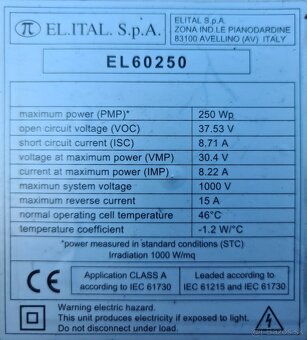 π EL.ITAL. S.p.A.
EL.ITAL S.p.A.
ZONA IND LE PIANODARDINE
83100 AVELLINO (AV) ITALY
EL60250
maximum power (PMP)* 250 Wp
open circuit voltage (VOC) 37.53 V
short circuit current (ISC) 8.71 A
voltage at maximum power (VMP) 30.4 V
current at maximum power (IMP) 8.22 A
maximun system voltage 1000 V
maximum reverse current 15 A
normal operating cell temperature 46°C
temperature coefficient -1.2 W/°C
*power measured in standard conditions (STC)
Irradiation 1000 W/mq
CE
Application CLASS A
according to IEC 61730
Leaded according to
IEC 61215 and IEC 61730
Warning electric hazard.
This unit produces electricity if exposed to light.
Do not disconnect under load.